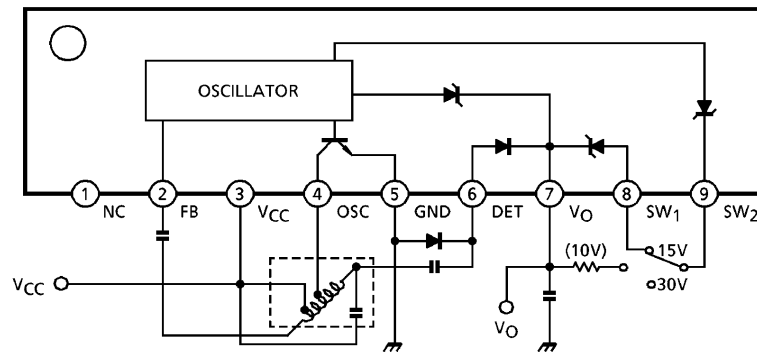 OSCILLATOR
1 NC 2 FB 3 VCC 4 OSC 5 GND 6 DET 7 VO 8 SW1 9 SW2
(10V) 15V
VCC 30V
VO